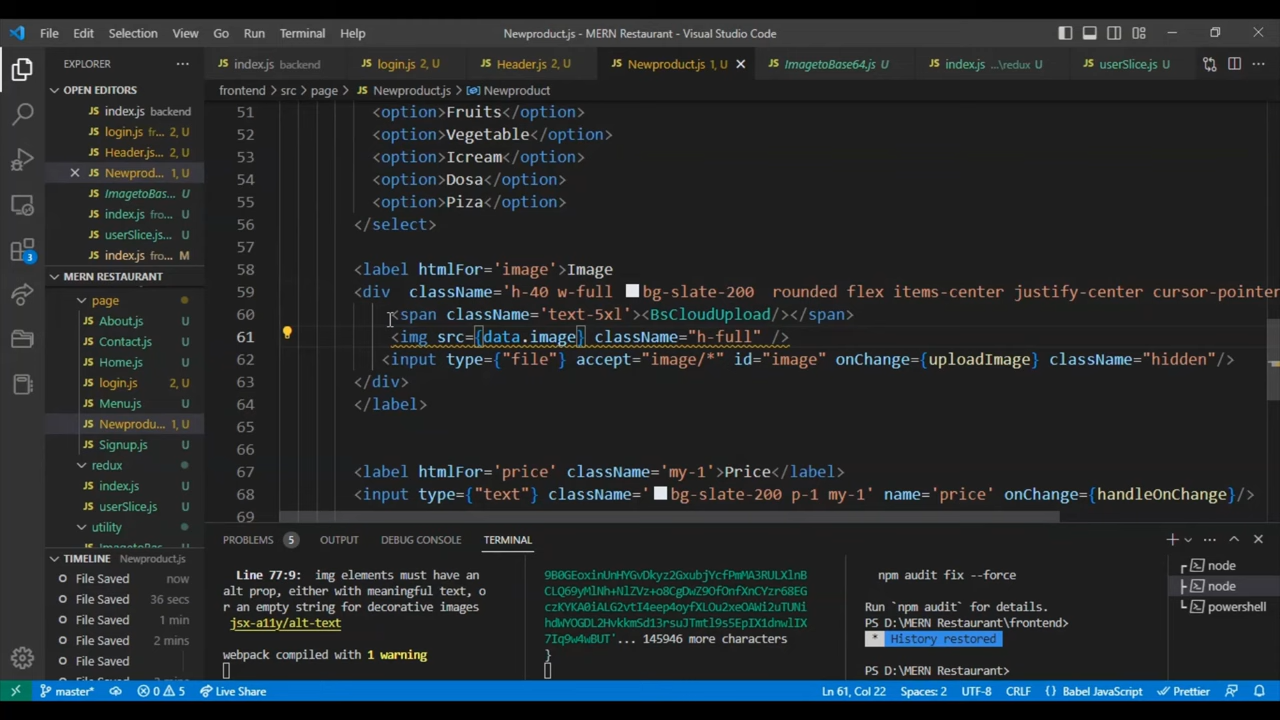 File Edit Selection View Go Run Terminal Help Newproduct.js - MERN Restaurant - Visual Studio Code
EXPLORER
JS index.js backend JS login.js 2, U JS Header.js 2, U JS Newproduct.js 1, U JS ImagetoBase64.js U JS index.js ...\redux U JS userSlice.js U
frontend > src > page > JS Newproduct.js > Newproduct
OPEN EDITORS
JS index.js backend
JS login.js fr... 2, U
JS Header.js... 2, U
JS Newprod... 1, U
JS ImagetoBas... U
JS index.js fro... U
JS userSlice.js... U
JS index.js fro... M
MERN RESTAURANT
page
JS About.js U
JS Contact.js U
JS Home.js U
JS login.js 2, U
JS Menu.js U
JS Newprodu... 1, U
JS Signup.js U
redux
JS index.js U
JS userSlice.js U
utility
JS ImagetoBas... U
TIMELINE Newproduct.js
File Saved now
File Saved 36 secs
File Saved 1 min
File Saved 2 mins
File Saved
3
51 <option>Fruits</option>
52 <option>Vegetable</option>
53 <option>Icream</option>
54 <option>Dosa</option>
55 <option>Piza</option>
56 </select>
57
58 <label htmlFor='image'>Image
59 <div className='h-40 w-full bg-slate-200 rounded flex items-center justify-center cursor-pointer
60 <span className='text-5xl'><BsCloudUpload/></span>
61 <img src={data.image} className="h-full" />
62 <input type={"file"} accept="image/*" id="image" onChange={uploadImage} className="hidden"/>
63 </div>
64 </label>
65
66
67 <label htmlFor='price' className='my-1'>Price</label>
68 <input type={"text"} className='bg-slate-200 p-1 my-1' name='price' onChange={handleOnChange}/>
69
PROBLEMS 5 OUTPUT DEBUG CONSOLE TERMINAL
Line 77:9: img elements must have an
alt prop, either with meaningful text, o
r an empty string for decorative images
jsx-a11y/alt-text
webpack compiled with 1 warning
9B0GEoxinUnHYGvDkyz2GxubjYcfPmMA3RULXlnB
CLQ69yMlNh+NlZVz+o8CgDwZ9OfOnfXnCYzr68EG
czKYKA0iALG2vtI4eep4oyfXLOu2xeOAWi2uTUNi
hdWYOGDL2HvkkmSd13rsuJTmtl9s5EpIX1dnwlIX
7Iq9w4wBUT'... 145946 more characters
}
npm audit fix --force
Run `npm audit` for details.
PS D:\MERN Restaurant\frontend>
* History restored
PS D:\MERN Restaurant>
node
node
powershell
master* 0 5 Live Share Ln 61, Col 22 Spaces: 2 UTF-8 CRLF {} Babel JavaScript Prettier